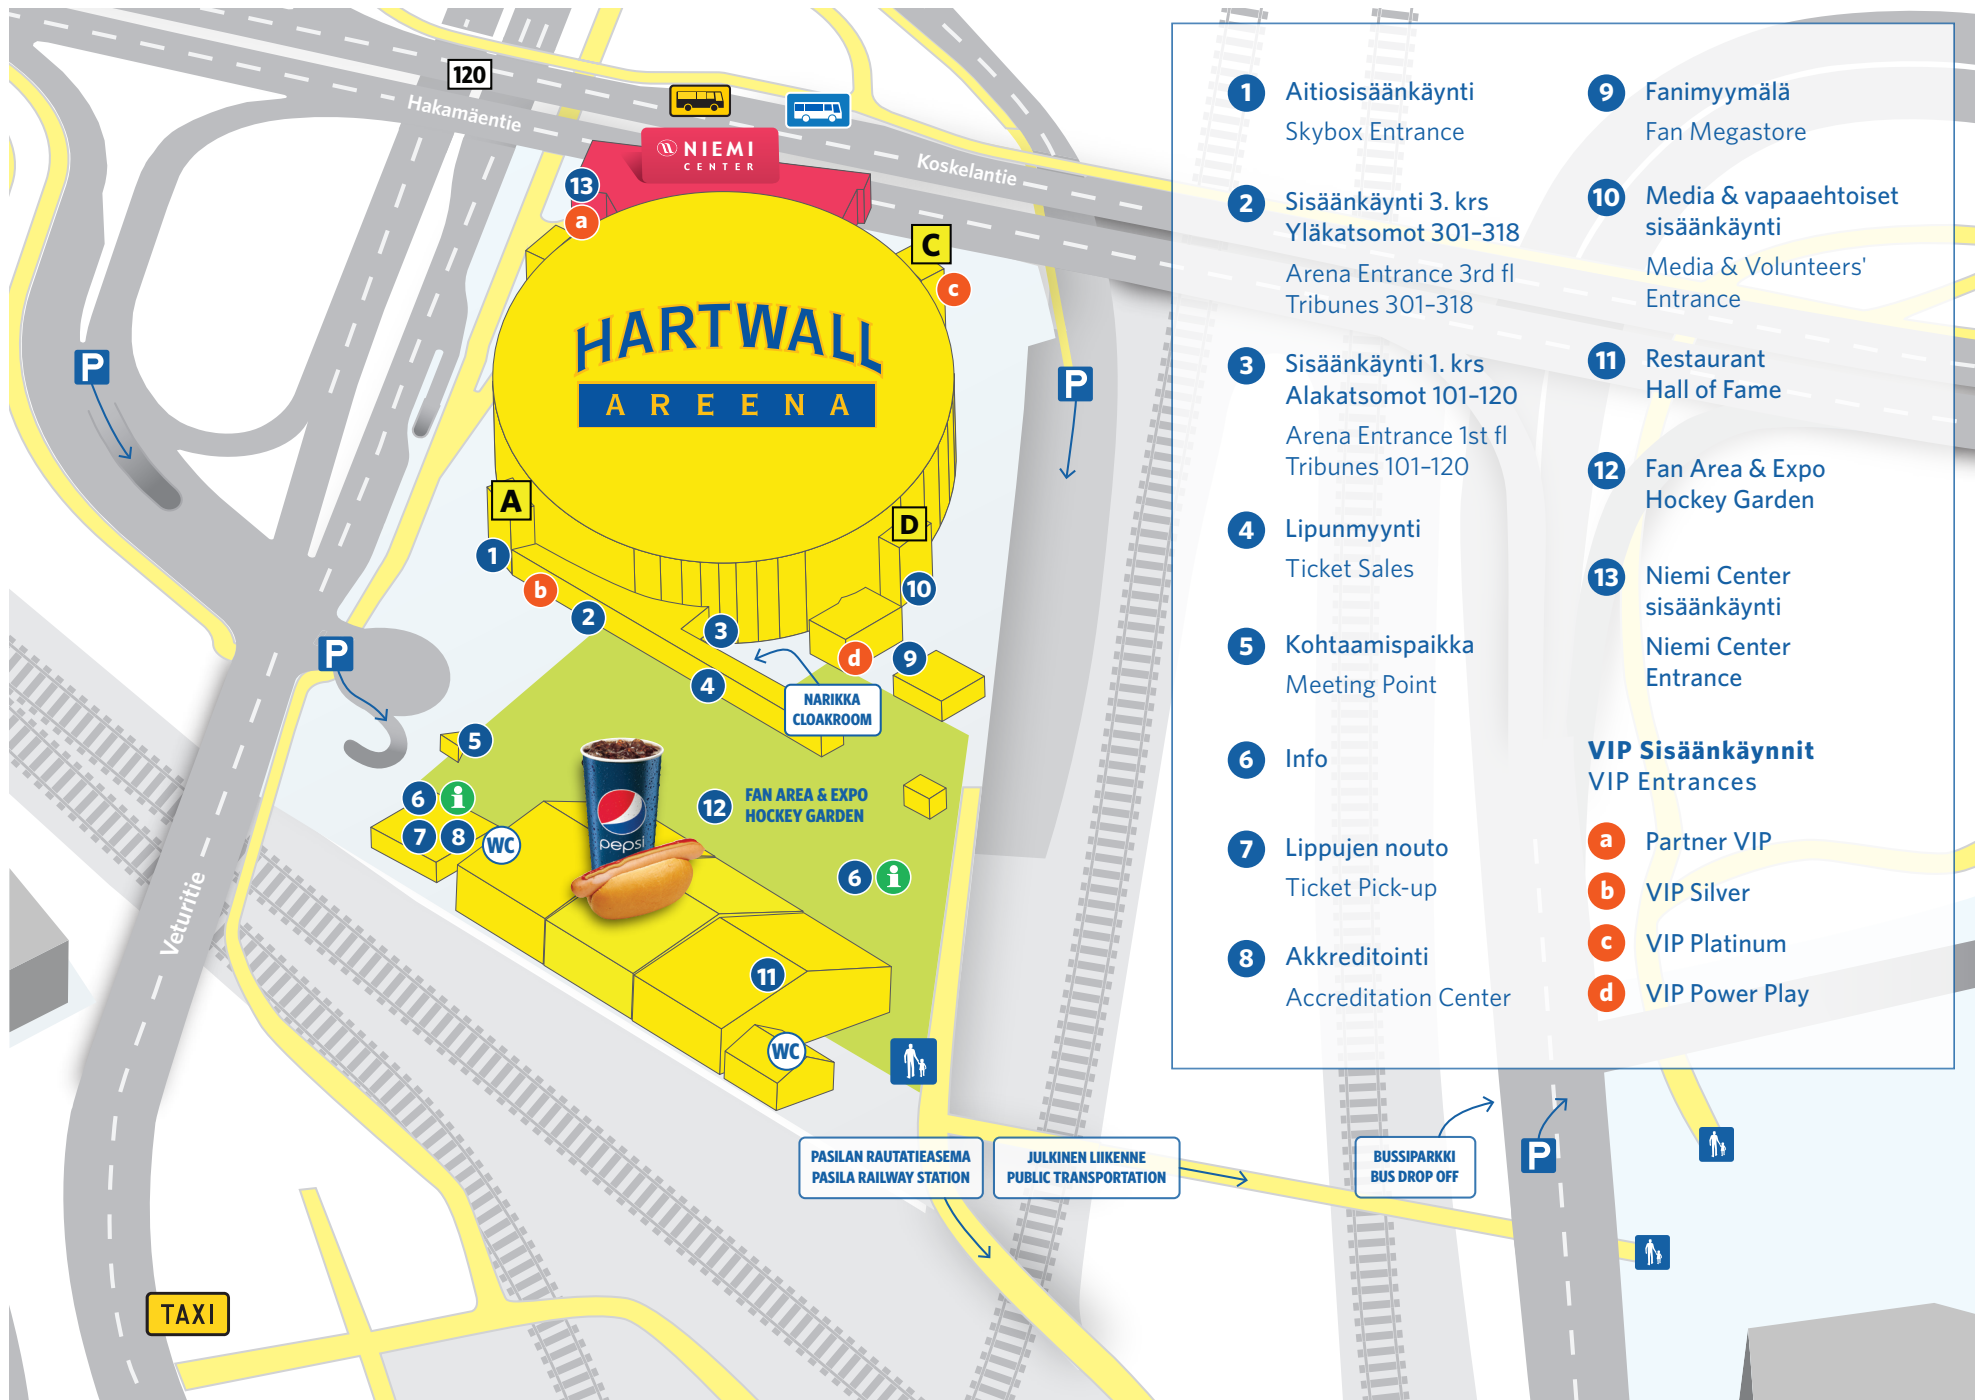 120
Hakamäentie
NIEMI
CENTER
Koskelantie
13
a
C
c
HARTWALL
AREENA
P
P
A
D
1
b
2
3
10
d
9
4
NARIKKA
CLOAKROOM
P
5
6
i
7
8
WC
pepsi
12
FAN AREA & EXPO
HOCKEY GARDEN
6
i
11
WC
Veturitie
PASILAN RAUTATIEASEMA
PASILA RAILWAY STATION
JULKINEN LIIKENNE
PUBLIC TRANSPORTATION
BUSSIPARKKI
BUS DROP OFF
P
TAXI
1 Aitiosisäänkäynti
Skybox Entrance
2 Sisäänkäynti 3. krs
Yläkatsomot 301–318
Arena Entrance 3rd fl
Tribunes 301–318
3 Sisäänkäynti 1. krs
Alakatsomot 101–120
Arena Entrance 1st fl
Tribunes 101–120
4 Lipunmyynti
Ticket Sales
5 Kohtaamispaikka
Meeting Point
6 Info
7 Lippujen nouto
Ticket Pick-up
8 Akkreditointi
Accreditation Center
9 Fanimyymälä
Fan Megastore
10 Media & vapaaehtoiset
sisäänkäynti
Media & Volunteers'
Entrance
11 Restaurant
Hall of Fame
12 Fan Area & Expo
Hockey Garden
13 Niemi Center
sisäänkäynti
Niemi Center
Entrance
VIP Sisäänkäynnit
VIP Entrances
a Partner VIP
b VIP Silver
c VIP Platinum
d VIP Power Play